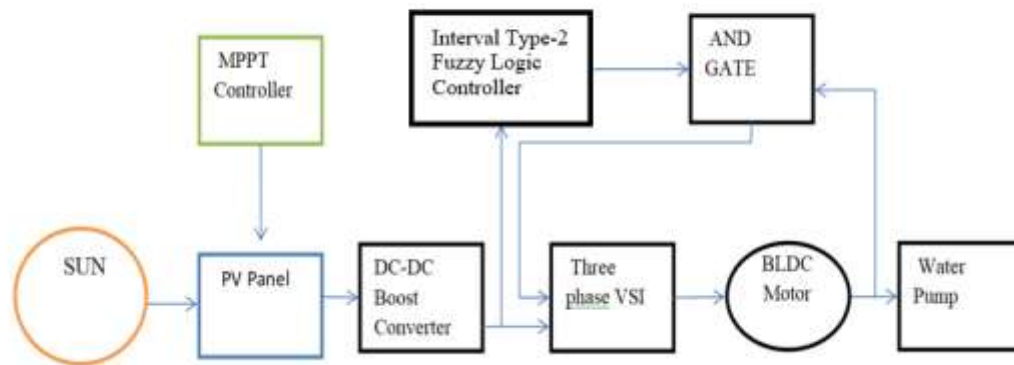 MPPT
Controller
Interval Type-2
Fuzzy Logic
Controller
AND
GATE
SUN
PV Panel
DC-DC
Boost
Converter
Three
phase VSI
BLDC
Motor
Water
Pump